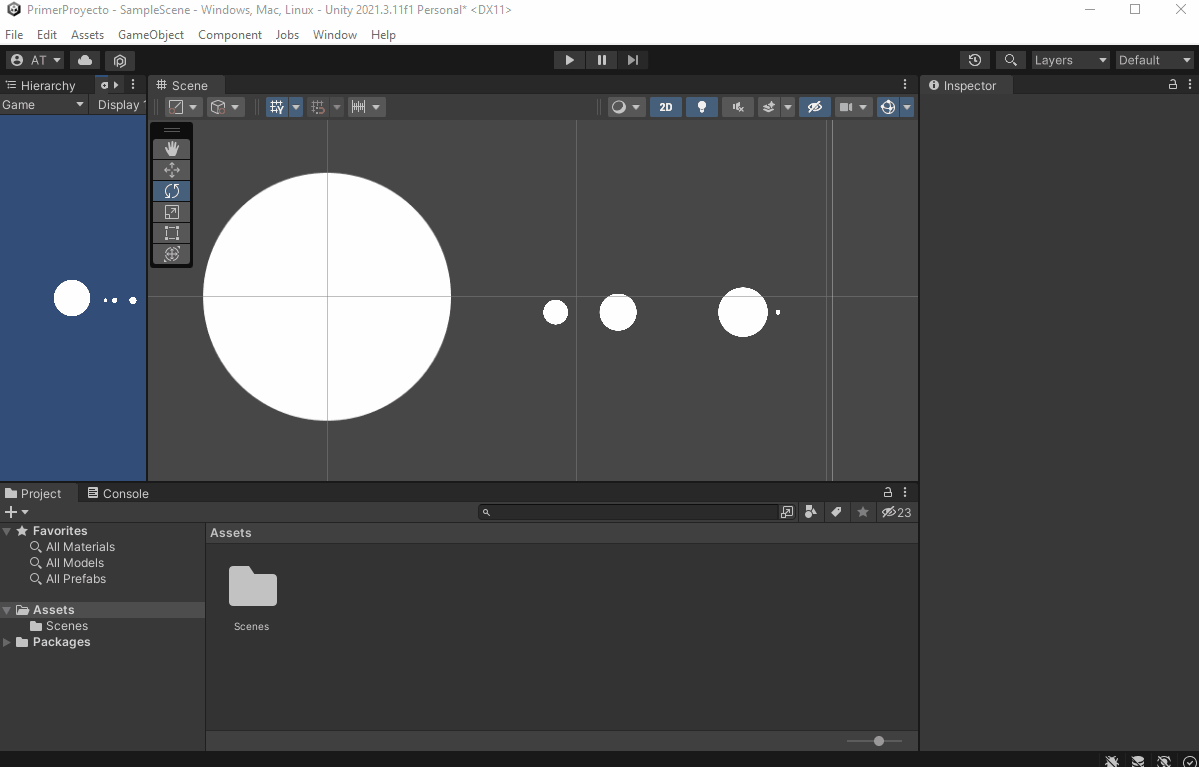 PrimerProyecto - SampleScene - Windows, Mac, Linux - Unity 2021.3.11f1 Personal* <DX11>
File Edit Assets GameObject Component Jobs Window Help
AT Layers Default
Hierarchy Scene Inspector
Game Display
2D
Project Console
23
Favorites Assets
All Materials
All Models
All Prefabs
Assets
Scenes Scenes
Packages